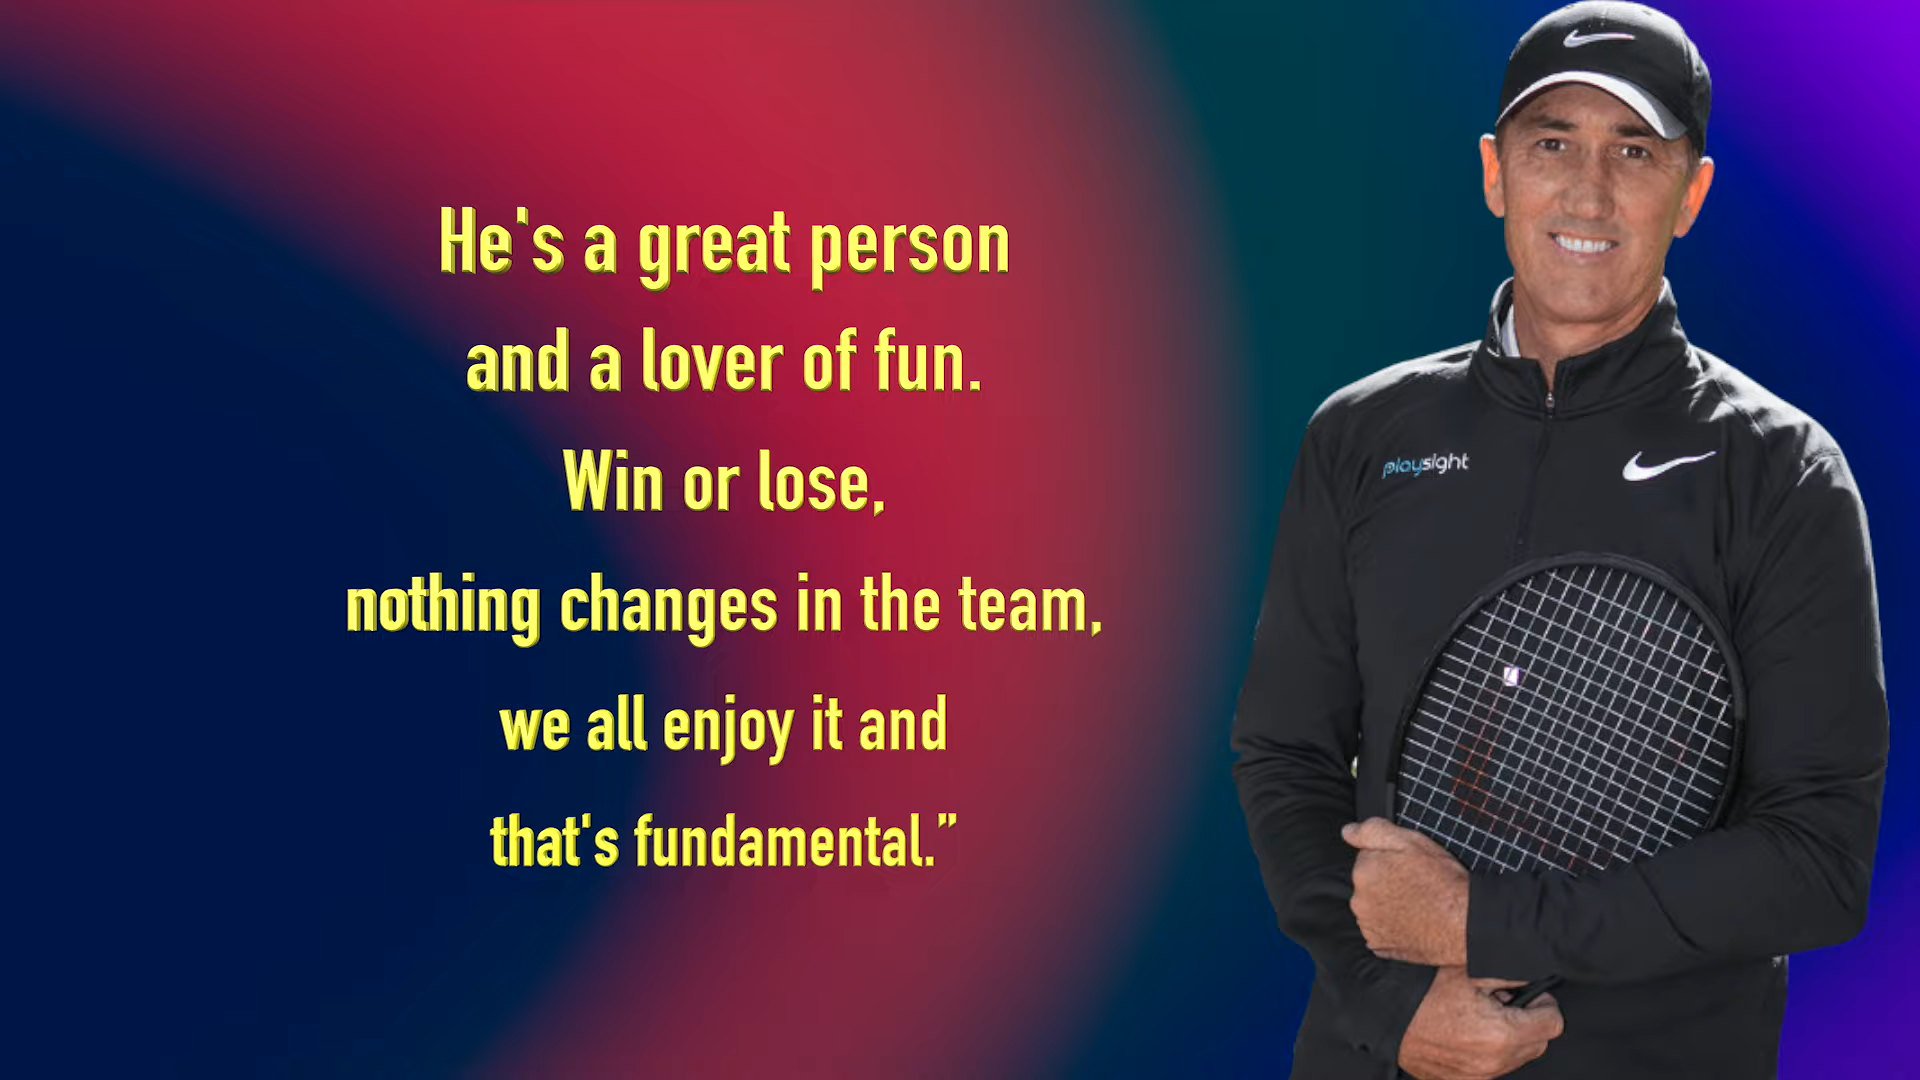 He's a great person
and a lover of fun.
Win or lose,
nothing changes in the team,
we all enjoy it and
that's fundamental.”
playsight